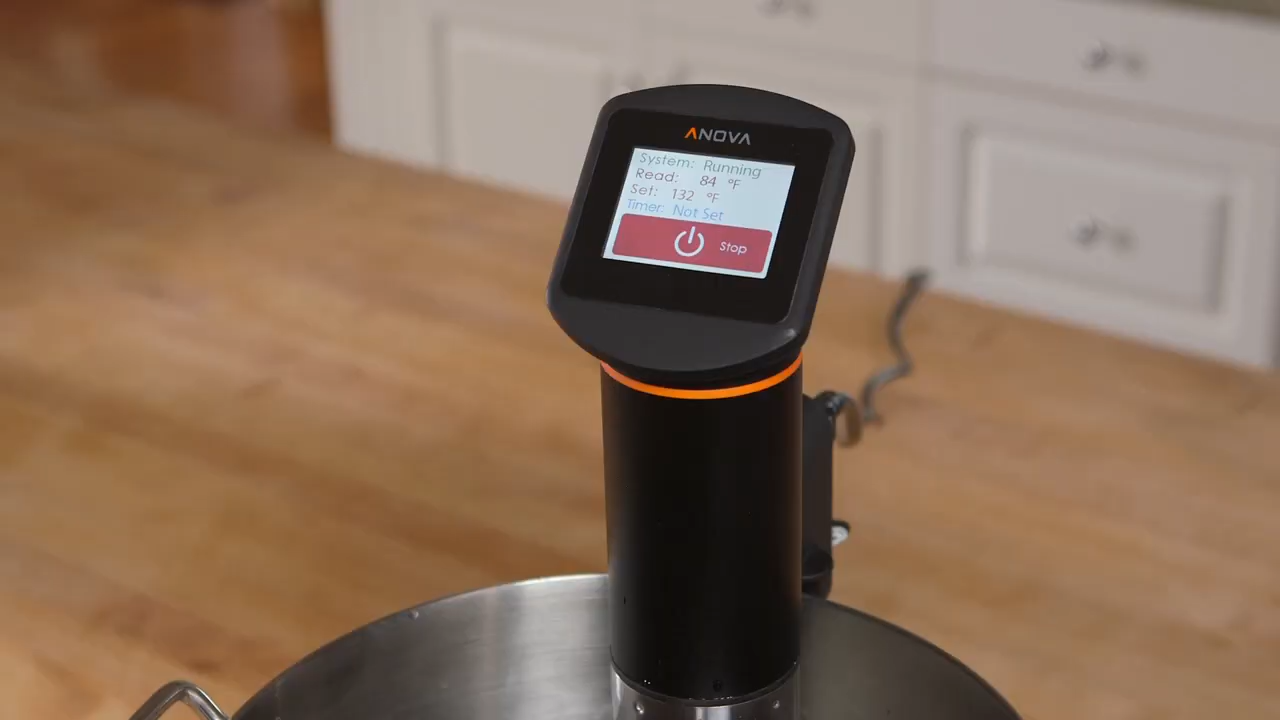 ANOVA
System: Running
Read: 84 °F
Set: 132 °F
Timer: Not Set
Stop